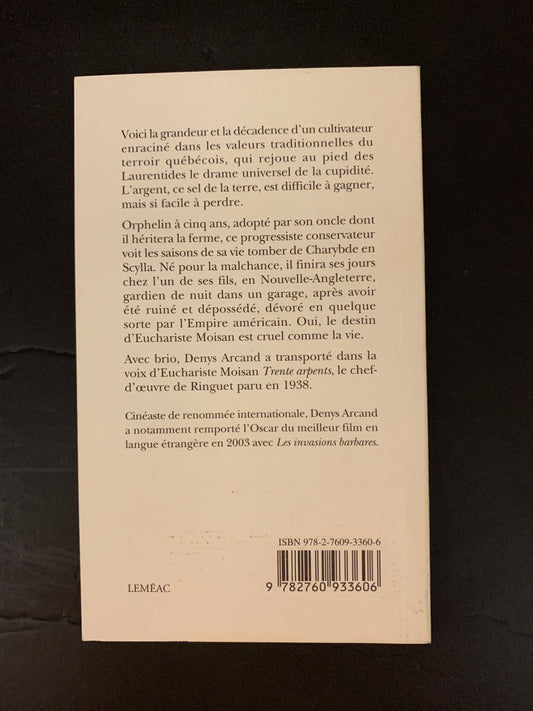 Voici la grandeur et la décadence d'un cultivateur
enraciné dans les valeurs traditionnelles du
terroir québécois, qui rejoue au pied des
Laurentides le drame universel de la cupidité.
L'argent, ce sel de la terre, est difficile à gagner,
mais si facile à perdre.
Orphelin à cinq ans, adopté par son oncle dont
il héritera la ferme, ce progressiste conservateur
voit les saisons de sa vie tomber de Charybde en
Scylla. Né pour la malchance, il finira ses jours
chez l'un de ses fils, en Nouvelle-Angleterre,
gardien de nuit dans un garage, après avoir
été ruiné et dépossédé, dévoré en quelque
sorte par l'Empire américain. Oui, le destin
d'Euchariste Moisan est cruel comme la vie.
Avec brio, Denys Arcand a transporté dans la
voix d'Euchariste Moisan Trente arpents, le chef-
d'œuvre de Ringuet paru en 1938.
Cinéaste de renommée internationale, Denys Arcand
a notamment remporté l'Oscar du meilleur film en
langue étrangère en 2003 avec Les invasions barbares.
ISBN 978-2-7609-3360-6
9 782760 933606
LEMÉAC